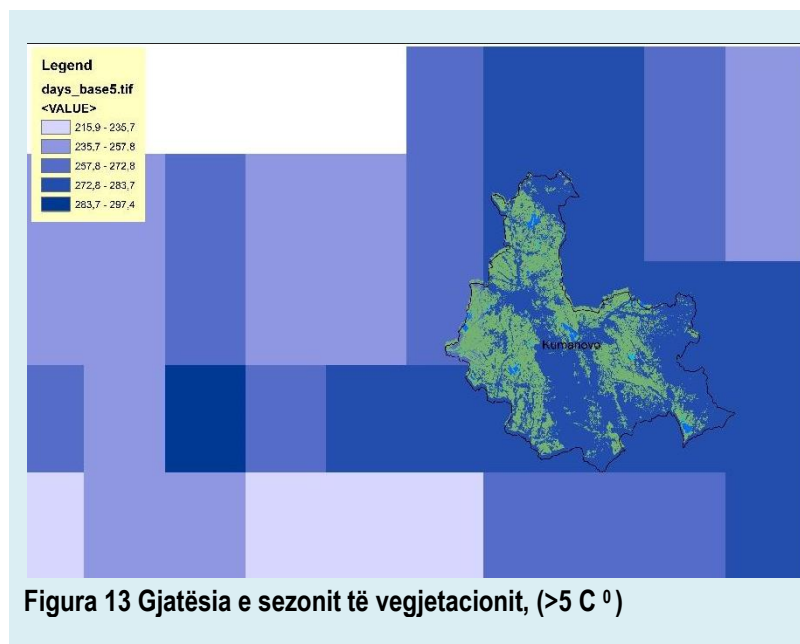 Legend
days_base5.tif
<VALUE>
215,9 - 235,7
235,7 - 257,8
257,8 - 272,8
272,8 - 283,7
283,7 - 297,4
Kumanovo
Figura 13 Gjatësia e sezonit të vegjetacionit, (>5 C ⁰)